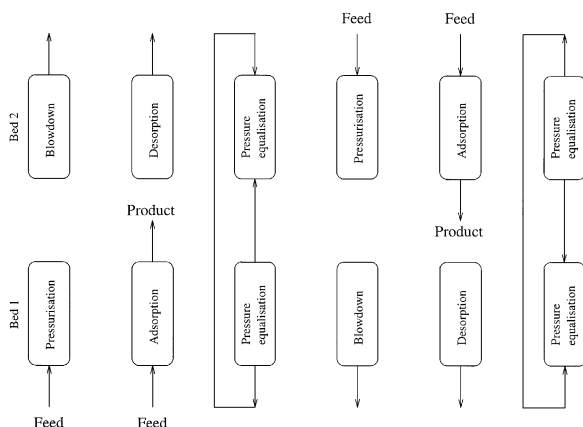 Feed
Feed
Bed 2
Blowdown
Desorption
Pressure
equalisation
Pressurisation
Adsorption
Pressure
equalisation
Product
Product
Bed 1
Pressurisation
Adsorption
Pressure
equalisation
Blowdown
Desorption
Pressure
equalisation
Feed
Feed